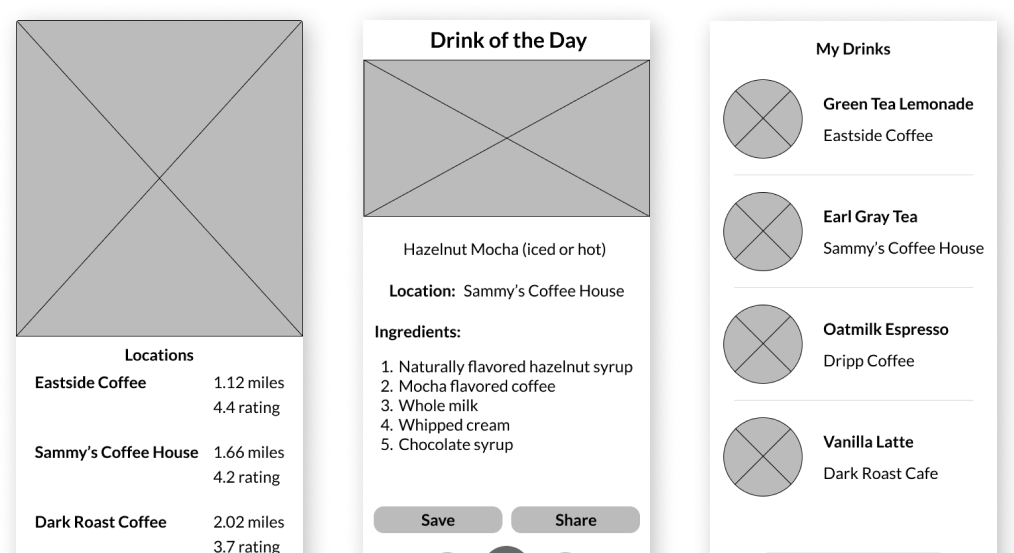 Locations
Eastside Coffee 1.12 miles
4.4 rating
Sammy's Coffee House 1.66 miles
4.2 rating
Dark Roast Coffee 2.02 miles
3.7 rating
Drink of the Day
Hazelnut Mocha (iced or hot)
Location: Sammy's Coffee House
Ingredients:
1. Naturally flavored hazelnut syrup
2. Mocha flavored coffee
3. Whole milk
4. Whipped cream
5. Chocolate syrup
Save Share
My Drinks
Green Tea Lemonade
Eastside Coffee
Earl Gray Tea
Sammy's Coffee House
Oatmilk Espresso
Dripp Coffee
Vanilla Latte
Dark Roast Cafe